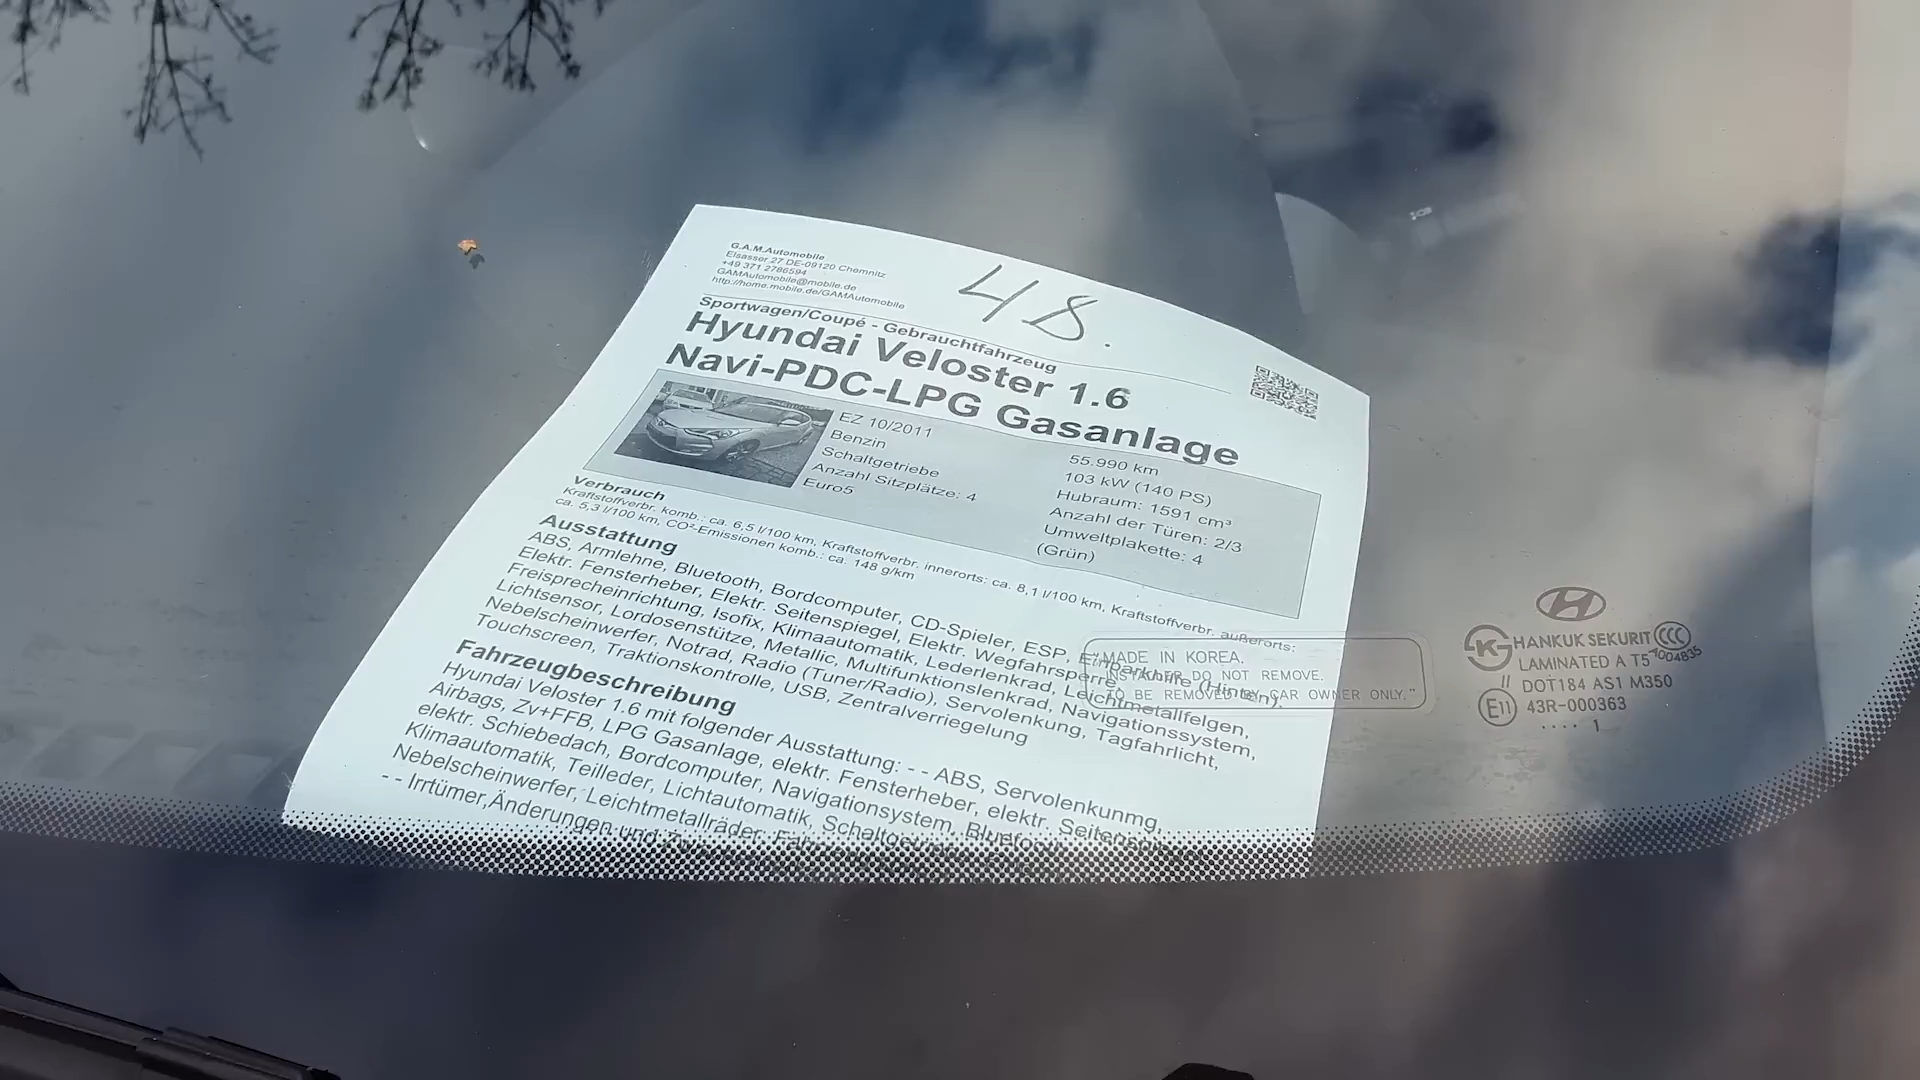 G.A.M.Automobile
Elsasser 27 DE-09120 Chemnitz
+49 371 2786594
GAMAutomobile@mobile.de
http://home.mobile.de/GAMAutomobile
48.
Sportwagen/Coupé - Gebrauchtfahrzeug
Hyundai Veloster 1.6
Navi-PDC-LPG Gasanlage
EZ 10/2011
Benzin
Schaltgetriebe
Anzahl Sitzplätze: 4
Euro5
55.990 km
103 kW (140 PS)
Hubraum: 1591 cm³
Anzahl der Türen: 2/3
Umweltplakette: 4
(Grün)
Verbrauch
Kraftstoffverbr. komb.: ca. 6,5 l/100 km, Kraftstoffverbr. innerorts: ca. 8,1 l/100 km, Kraftstoffverbr. außerorts:
ca. 5,3 l/100 km, CO²-Emissionen komb.: ca. 148 g/km
Ausstattung
ABS, Armlehne, Bluetooth, Bordcomputer, CD-Spieler, ESP, Einparkhilfe (Hinten),
Elektr. Fensterheber, Elektr. Seitenspiegel, Elektr. Wegfahrsperre,
Freisprecheinrichtung, Isofix, Klimaautomatik, Lederlenkrad, Leichtmetallfelgen,
Lichtsensor, Lordosenstütze, Metallic, Multifunktionslenkrad, Navigationssystem,
Nebelscheinwerfer, Notrad, Radio (Tuner/Radio), Servolenkung, Tagfahrlicht,
Touchscreen, Traktionskontrolle, USB, Zentralverriegelung
Fahrzeugbeschreibung
Hyundai Veloster 1.6 mit folgender Ausstattung: - - ABS, Servolenkunmg,
Airbags, Zv+FFB, LPG Gasanlage, elektr. Fensterheber, elektr.
elektr. Schiebedach, Bordcomputer, Navigationsystem,
Klimaautomatik, Teilleder, Lichtautomatik,
Nebelscheinwerfer, Leichtmetallräder,
- - Irrtümer,Änderungen und
"MADE IN KOREA.
INSTALLER DO NOT REMOVE.
TO BE REMOVED BY CAR OWNER ONLY."
HANKUK SEKURIT
LAMINATED A T5
DOT184 AS1 M350
43R-000363
E11
11
.... 1